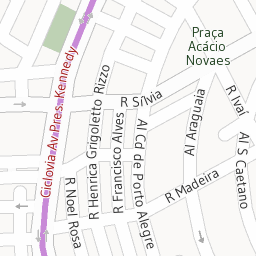 Praça
Acácio
Novaes
Ciclovia Av Pres. Kennedy
R Henrica Grigoletto Rizzo
R Sílvia
R Francisco Alves
Al Cd de Porto Alegre
Al Araguaia
R Ivaí
Al S Caetano
R Madeira
R Noel Rosa